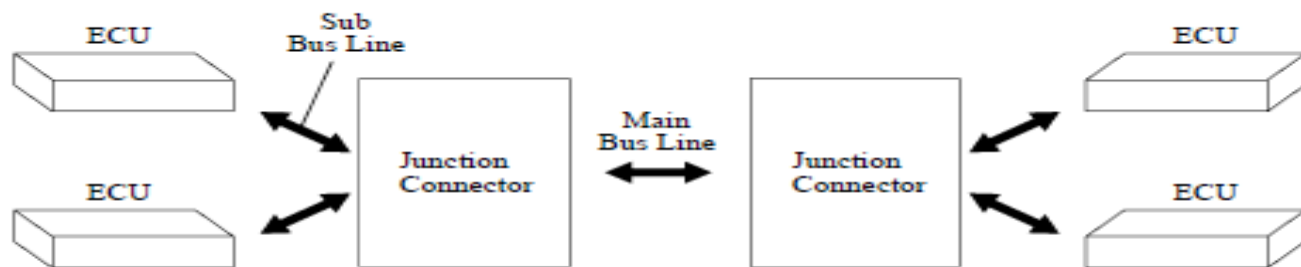 ECU
Sub
Bus Line
ECU
Main
Bus Line
Junction
Connector
Junction
Connector
ECU
ECU